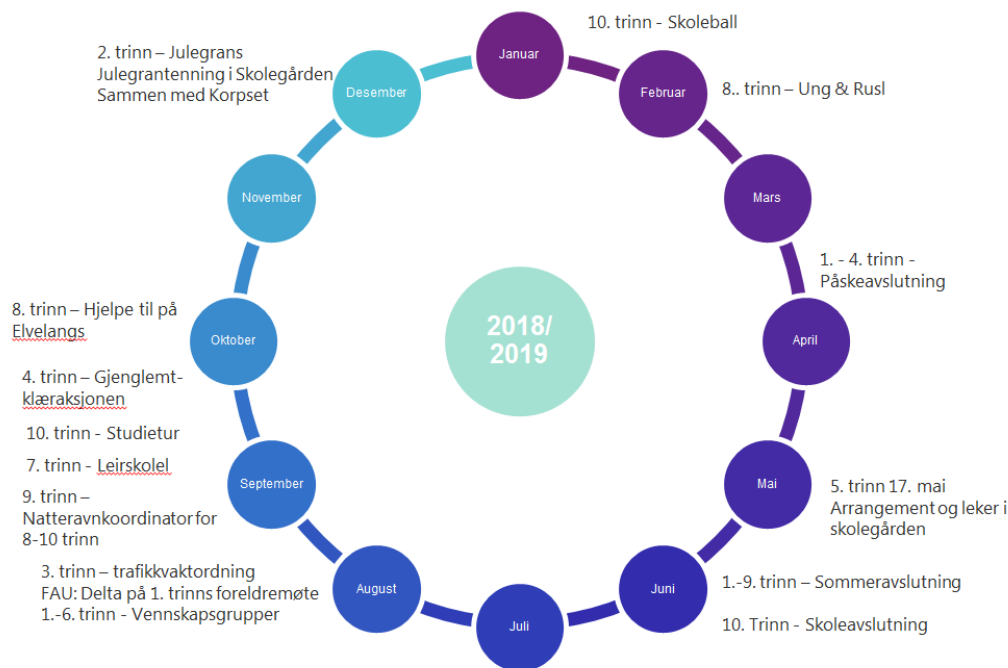 10. trinn - Skoleball
2. trinn – Julegrans
Julegrantenning i Skolegården
Sammen med Korpset
Januar
Desember
Februar
8.. trinn – Ung & Rusl
November
Mars
1. - 4. trinn -
Påskeavslutning
8. trinn – Hjelpe til på
Elvelangs
Oktober
2018/
2019
April
4. trinn – Gjenglemt-
klæraksjonen
10. trinn - Studietur
7. trinn - Leirskolel
September
Mai
5. trinn 17. mai
Arrangement og leker i
skolegården
9. trinn –
Natteravnkoordinator for
8-10 trinn
3. trinn – trafikkvaktordning
FAU: Delta på 1. trinns foreldremøte
1.-6. trinn - Vennskapsgrupper
August
Juli
Juni
1.-9. trinn – Sommeravslutning
10. Trinn - Skoleavslutning